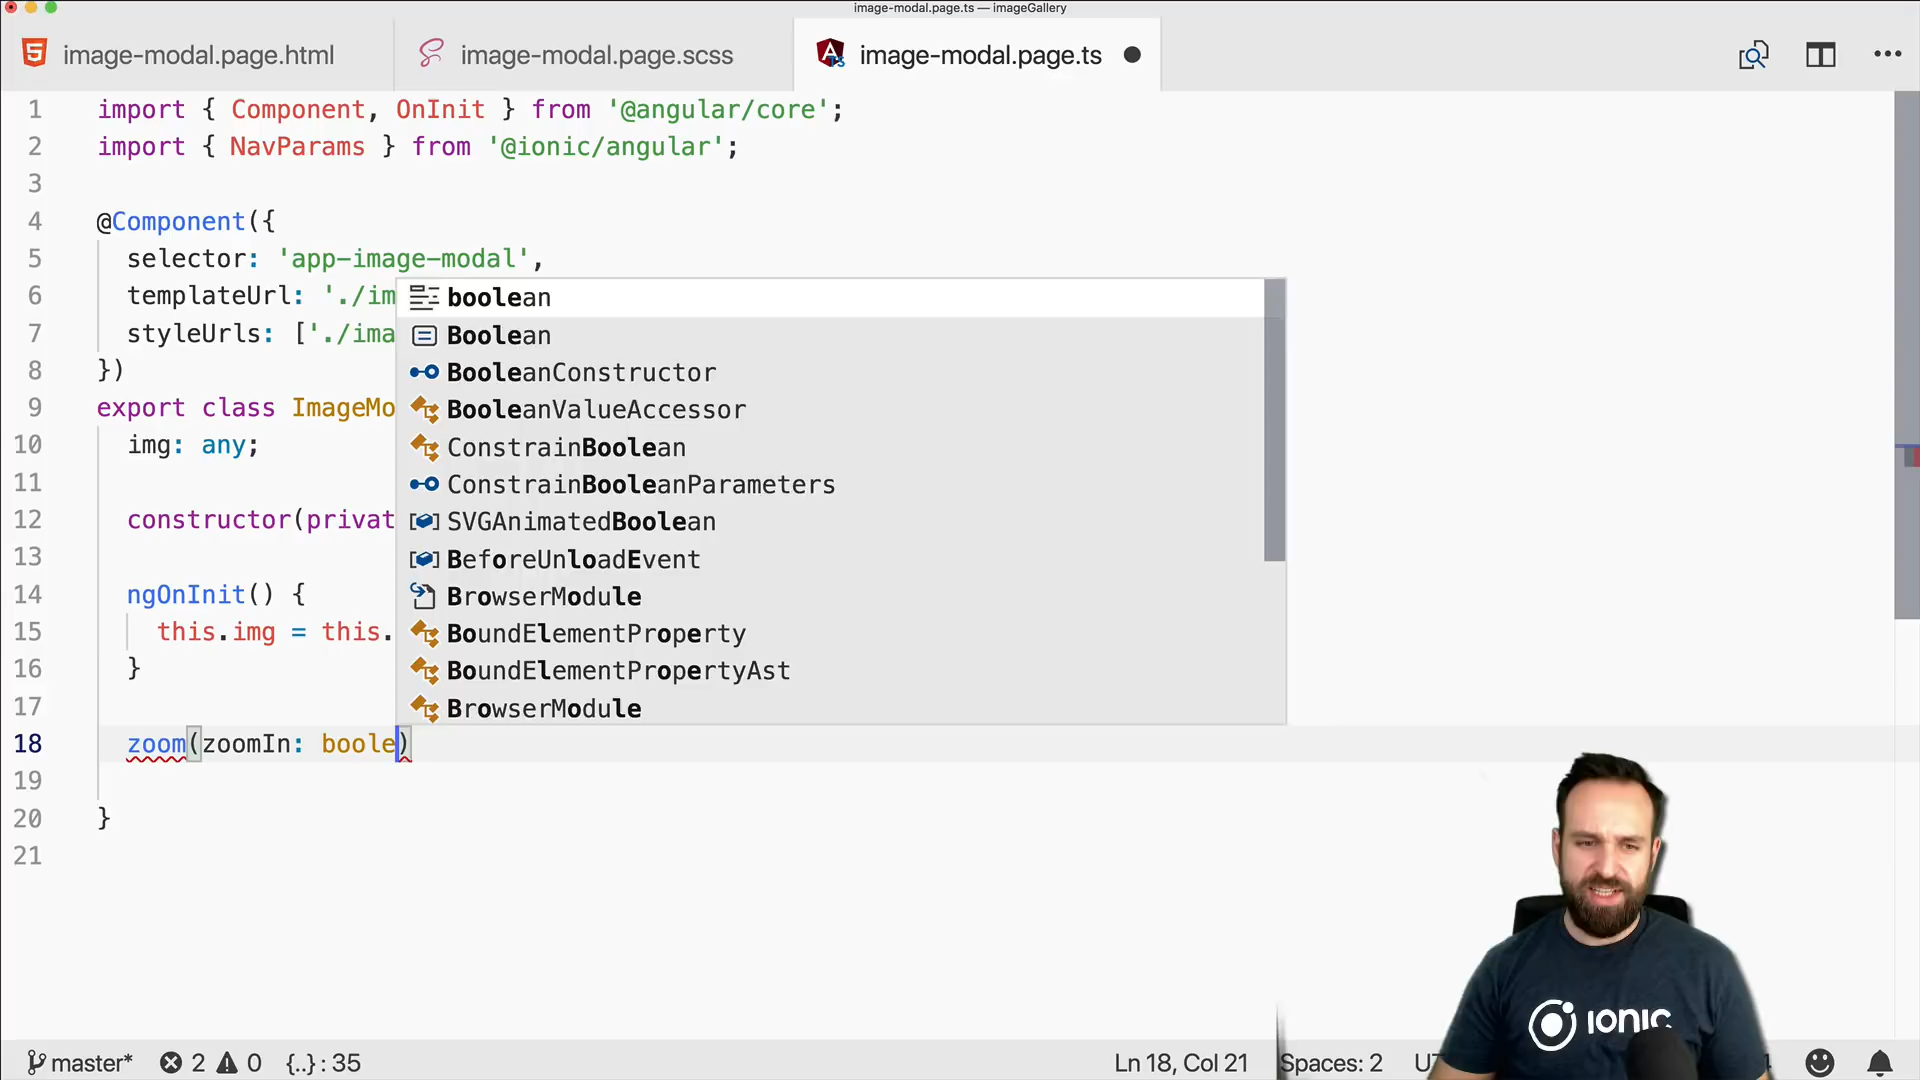 image-modal.page.ts — imageGallery
image-modal.page.html
image-modal.page.scss
image-modal.page.ts
1 import { Component, OnInit } from '@angular/core';
2 import { NavParams } from '@ionic/angular';
3
4 @Component({
5 selector: 'app-image-modal',
6 templateUrl: './im
7 styleUrls: ['./ima
8 })
9 export class ImageMo
10 img: any;
11
12 constructor(privat
13
14 ngOnInit() {
15 this.img = this.
16 }
17
18 zoom(zoomIn: boole)
19
20 }
21
boolean
Boolean
BooleanConstructor
BooleanValueAccessor
ConstrainBoolean
ConstrainBooleanParameters
SVGAnimatedBoolean
BeforeUnloadEvent
BrowserModule
BoundElementProperty
BoundElementPropertyAst
BrowserModule
ionic
master* 2 0 {..} : 35 Ln 18, Col 21 Spaces: 2